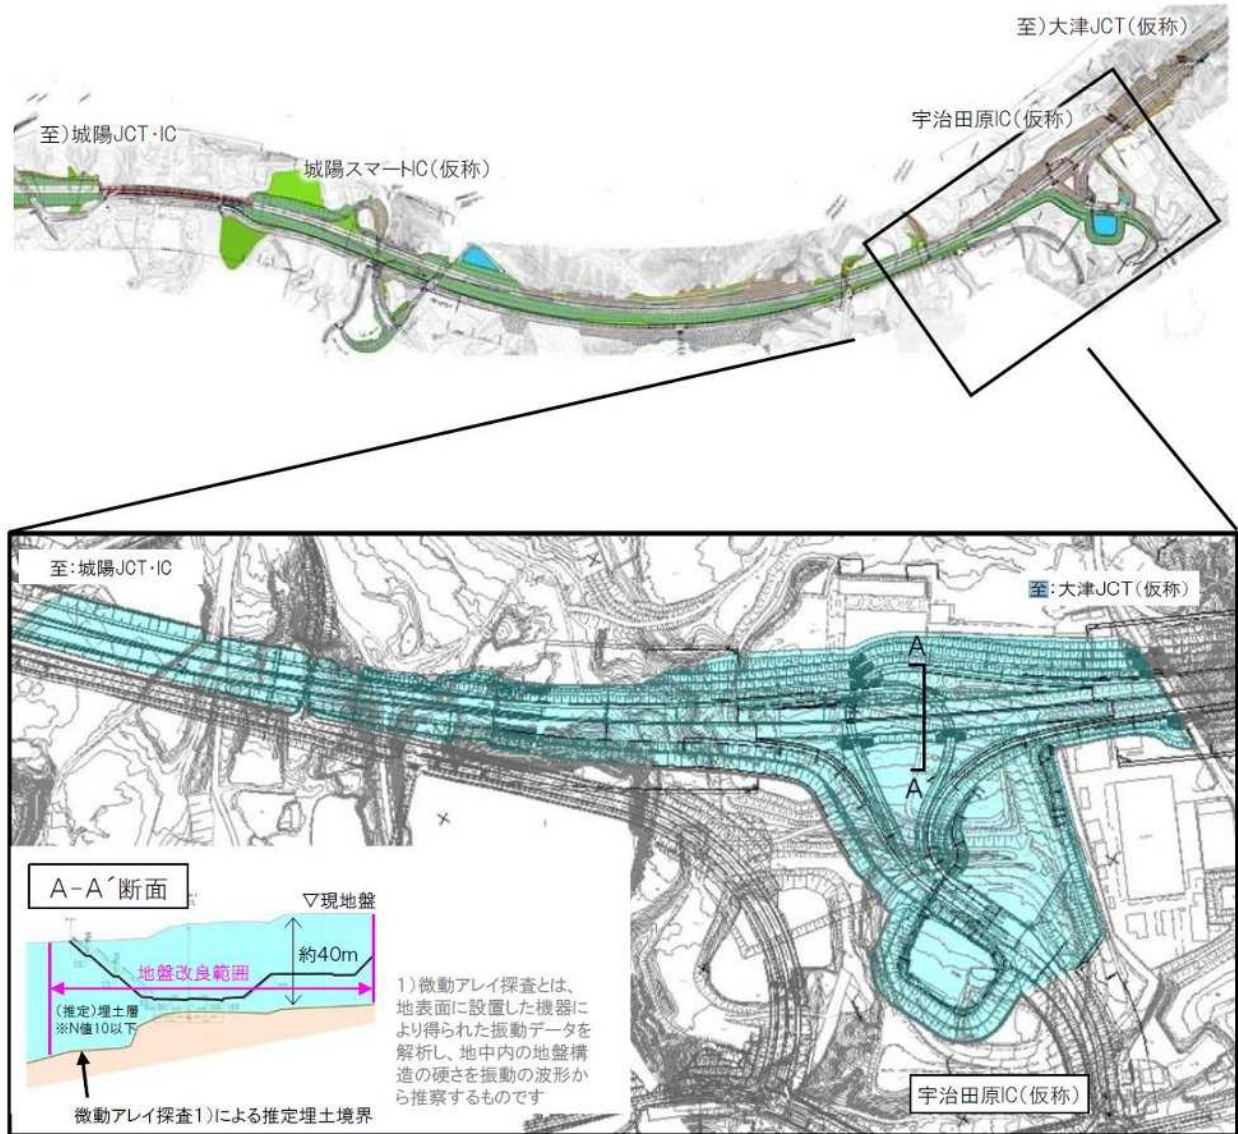 至)大津JCT(仮称)
宇治田原IC(仮称)
至)城陽JCT・IC
城陽スマートIC(仮称)
至:城陽JCT・IC
至:大津JCT(仮称)
A
A´
A-A´断面
▽現地盤
約40m
地盤改良範囲
(推定)埋土層
※N値10以下
微動アレイ探査1)による推定埋土境界
1)微動アレイ探査とは、
地表面に設置した機器に
より得られた振動データを
解析し、地中内の地盤構
造の硬さを振動の波形か
ら推察するものです
宇治田原IC(仮称)